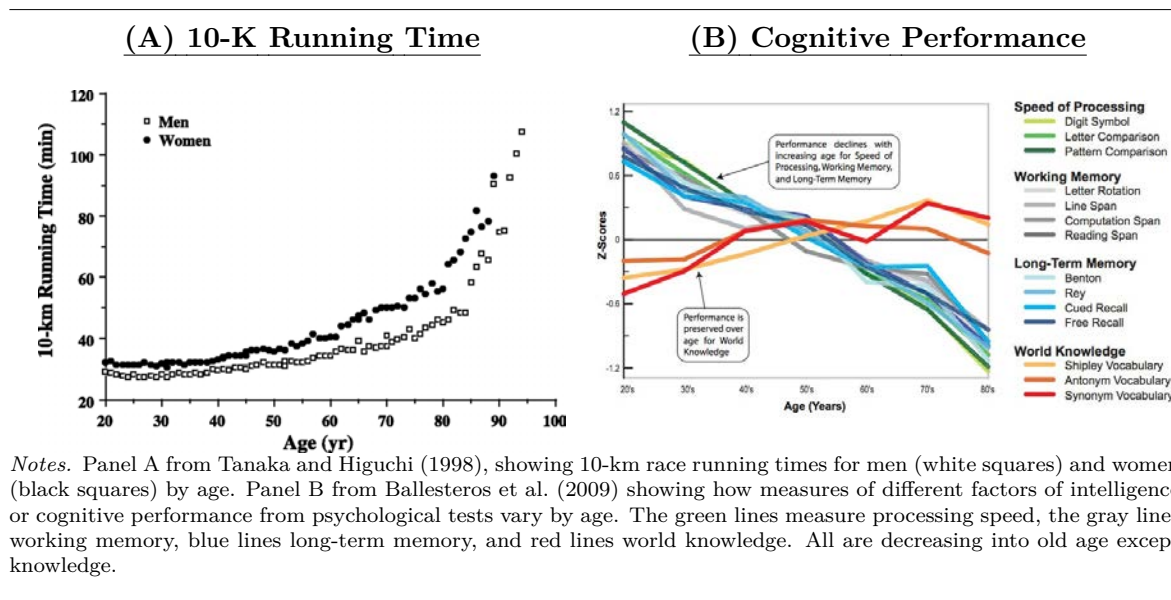 (A) 10-K Running Time
120
100
80
60
40
20
10-km Running Time (min)
Men
Women
20 30 40 50 60 70 80 90 100
Age (yr)
(B) Cognitive Performance
1.2
0.5
0
-0.6
-1.2
Z-Scores
Performance declines with
increasing age for Speed of
Processing, Working Memory,
and Long-Term Memory
Performance is
preserved over
age for World
Knowledge
20's 30's 40's 50's 60's 70's 80's
Age (Years)
Speed of Processing
Digit Symbol
Letter Comparison
Pattern Comparison
Working Memory
Letter Rotation
Line Span
Computation Span
Reading Span
Long-Term Memory
Benton
Rey
Cued Recall
Free Recall
World Knowledge
Shipley Vocabulary
Antonym Vocabulary
Synonym Vocabulary
Notes. Panel A from Tanaka and Higuchi (1998), showing 10-km race running times for men (white squares) and women
(black squares) by age. Panel B from Ballesteros et al. (2009) showing how measures of different factors of intelligence
or cognitive performance from psychological tests vary by age. The green lines measure processing speed, the gray line
working memory, blue lines long-term memory, and red lines world knowledge. All are decreasing into old age excep
knowledge.